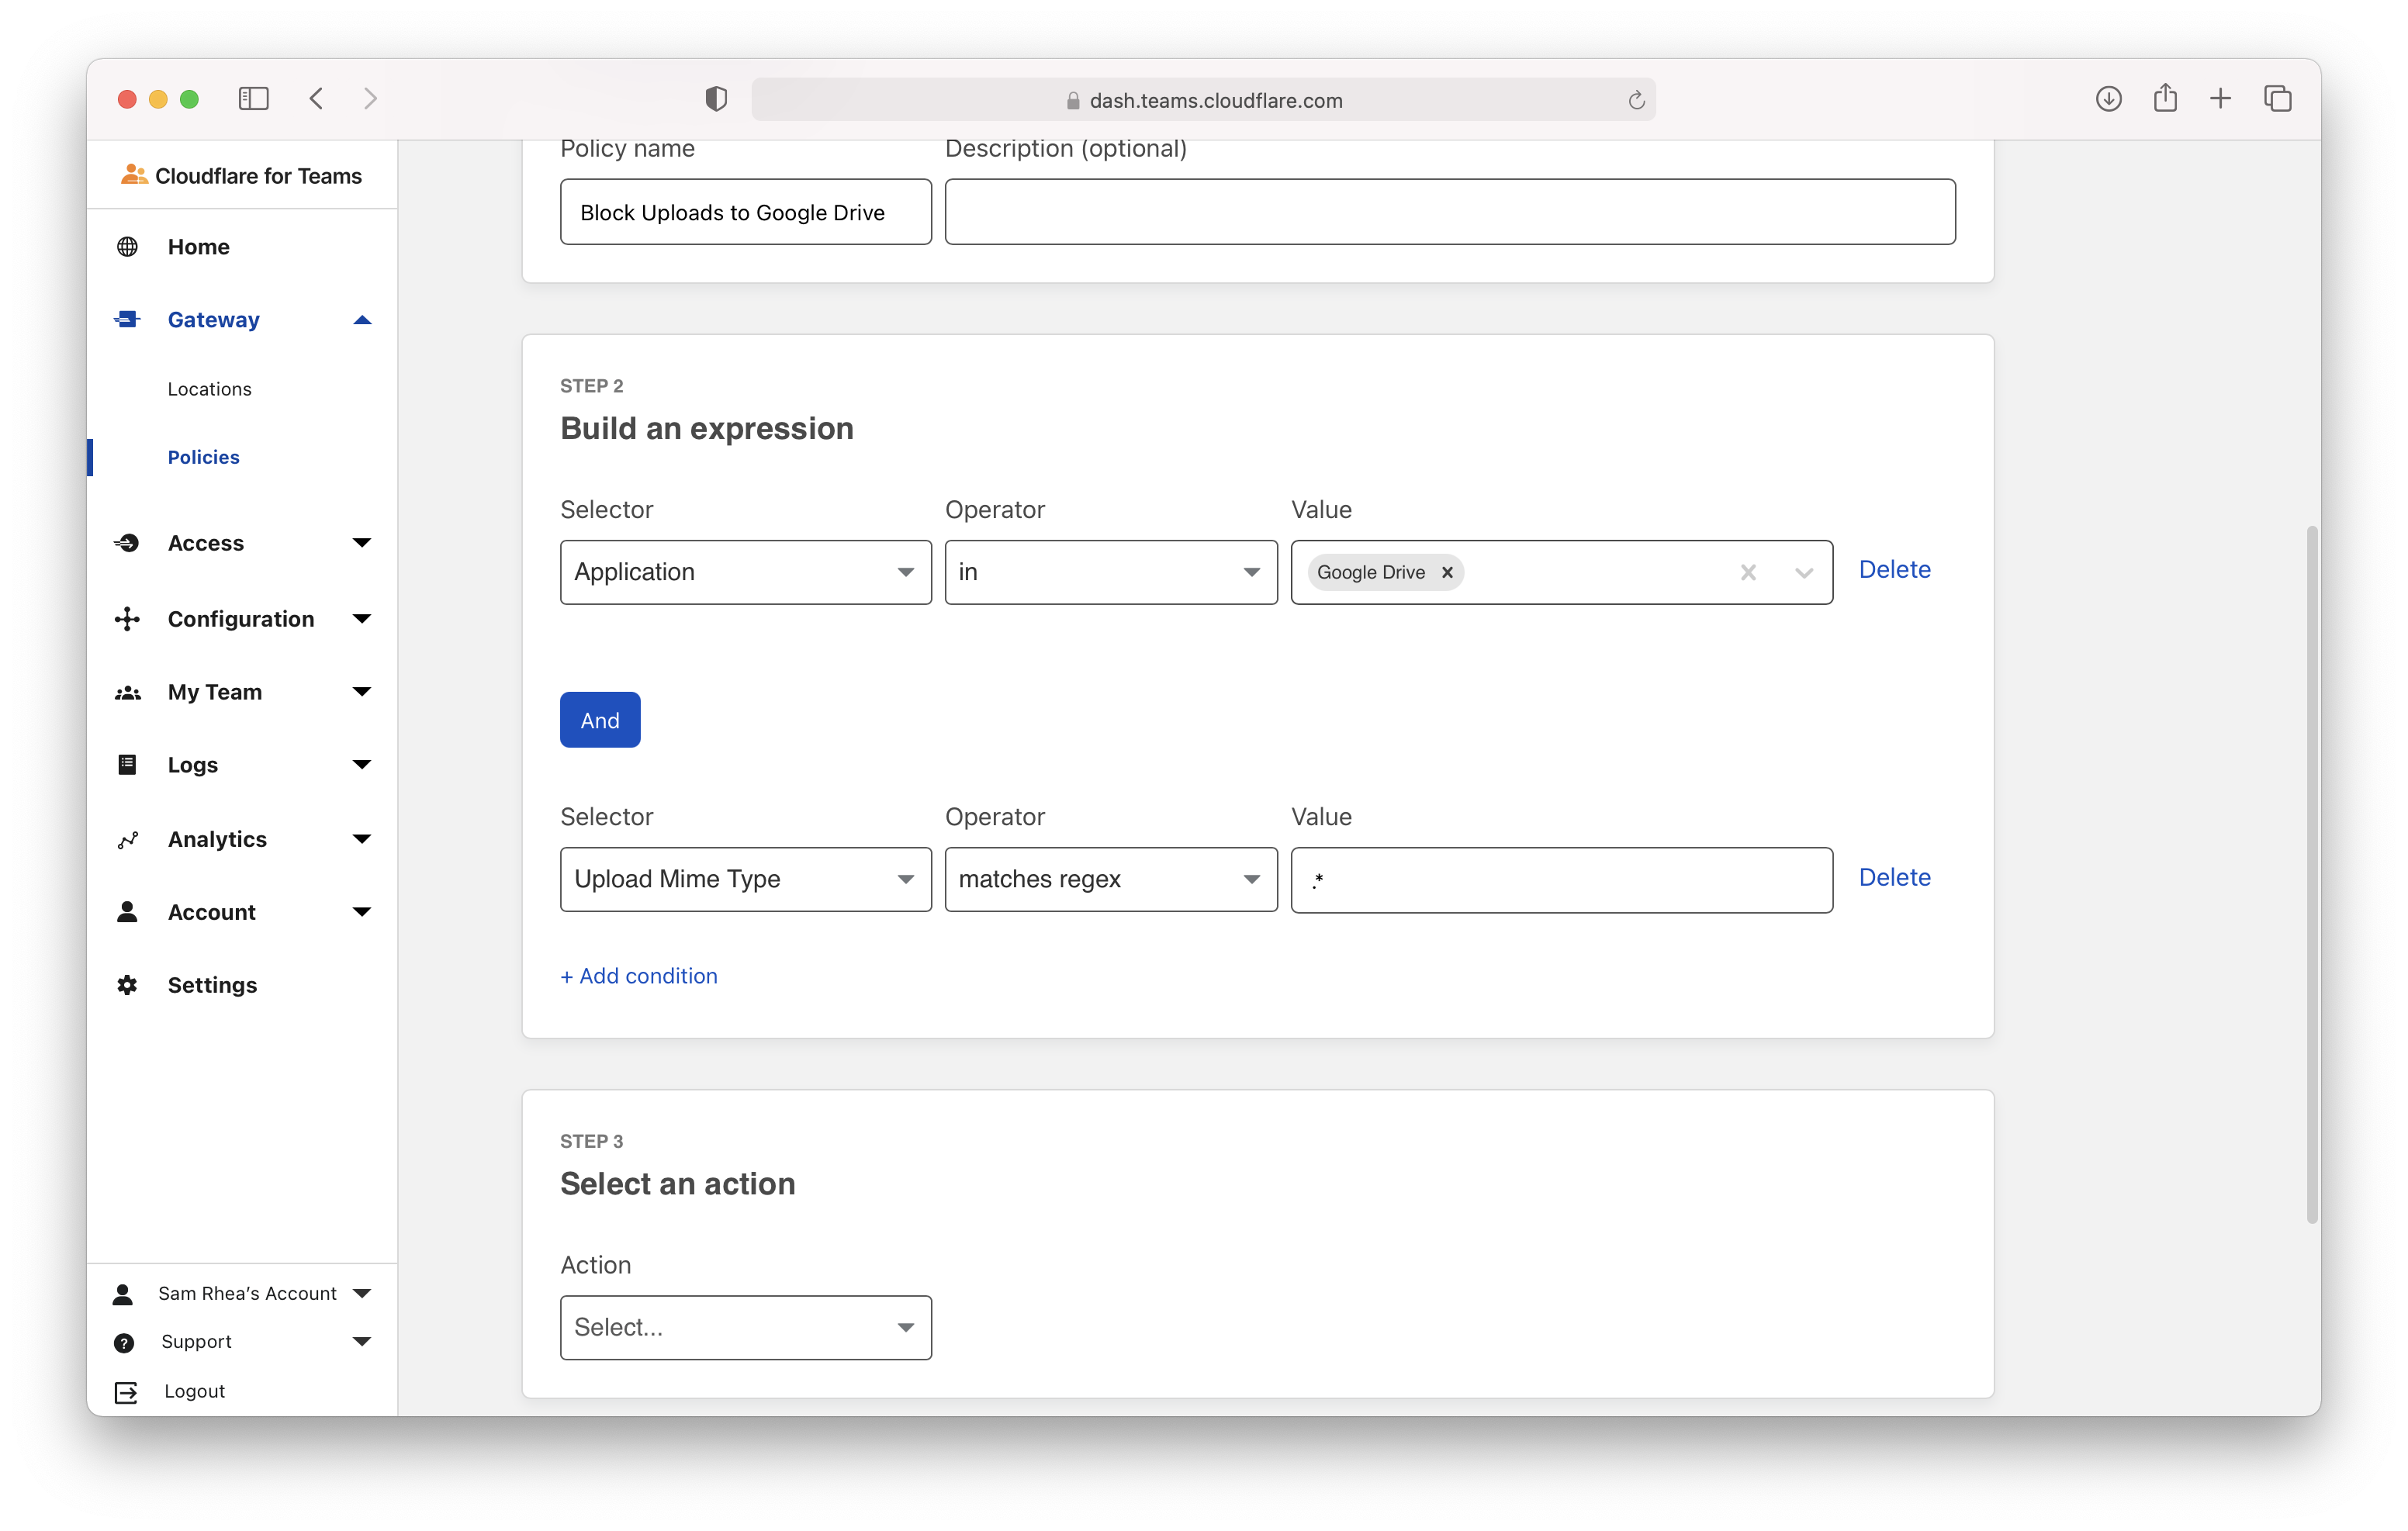 dash.teams.cloudflare.com
Cloudflare for Teams
Home
Gateway
Locations
Policies
Access
Configuration
My Team
Logs
Analytics
Account
Settings
Sam Rhea's Account
Support
Logout
Policy name Description (optional)
Block Uploads to Google Drive
STEP 2
Build an expression
Selector Operator Value
Application in Google Drive Delete
And
Selector Operator Value
Upload Mime Type matches regex .* Delete
+ Add condition
STEP 3
Select an action
Action
Select...